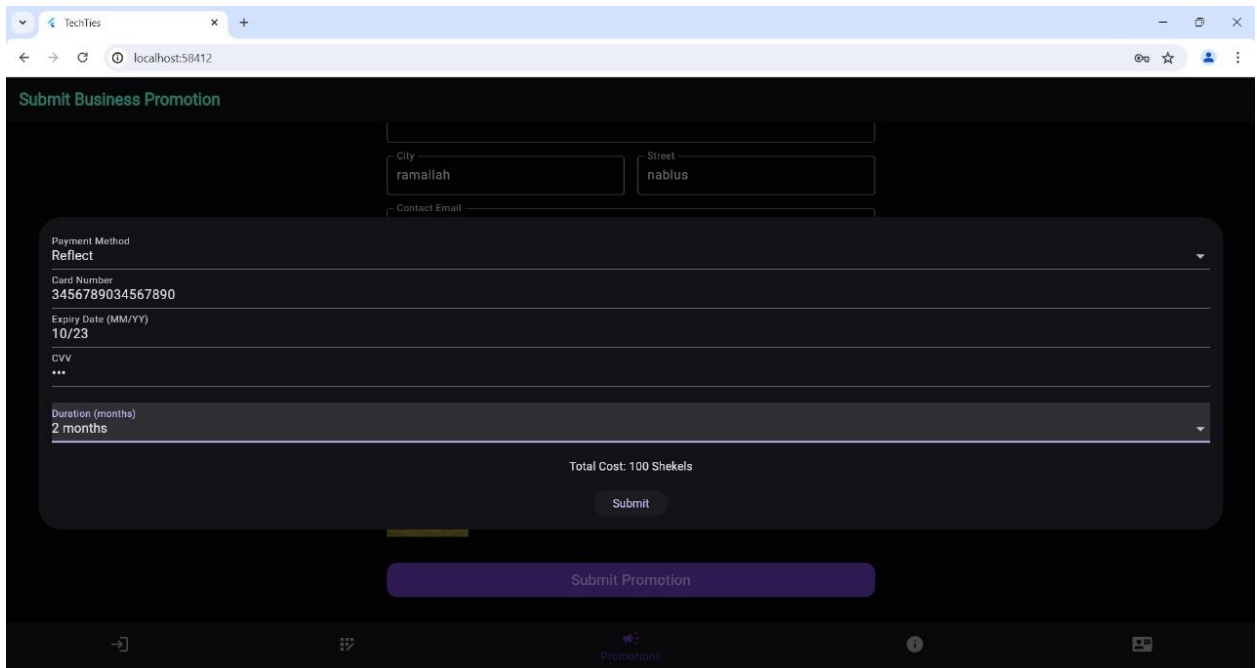 TechTies
localhost:58412
Submit Business Promotion
City
Street
ramallah
nablus
Contact Email
Payment Method
Reflect
Card Number
3456789034567890
Expiry Date (MM/YY)
10/23
CVV
•••
Duration (months)
2 months
Total Cost: 100 Shekels
Submit
Submit Promotion
Promotions